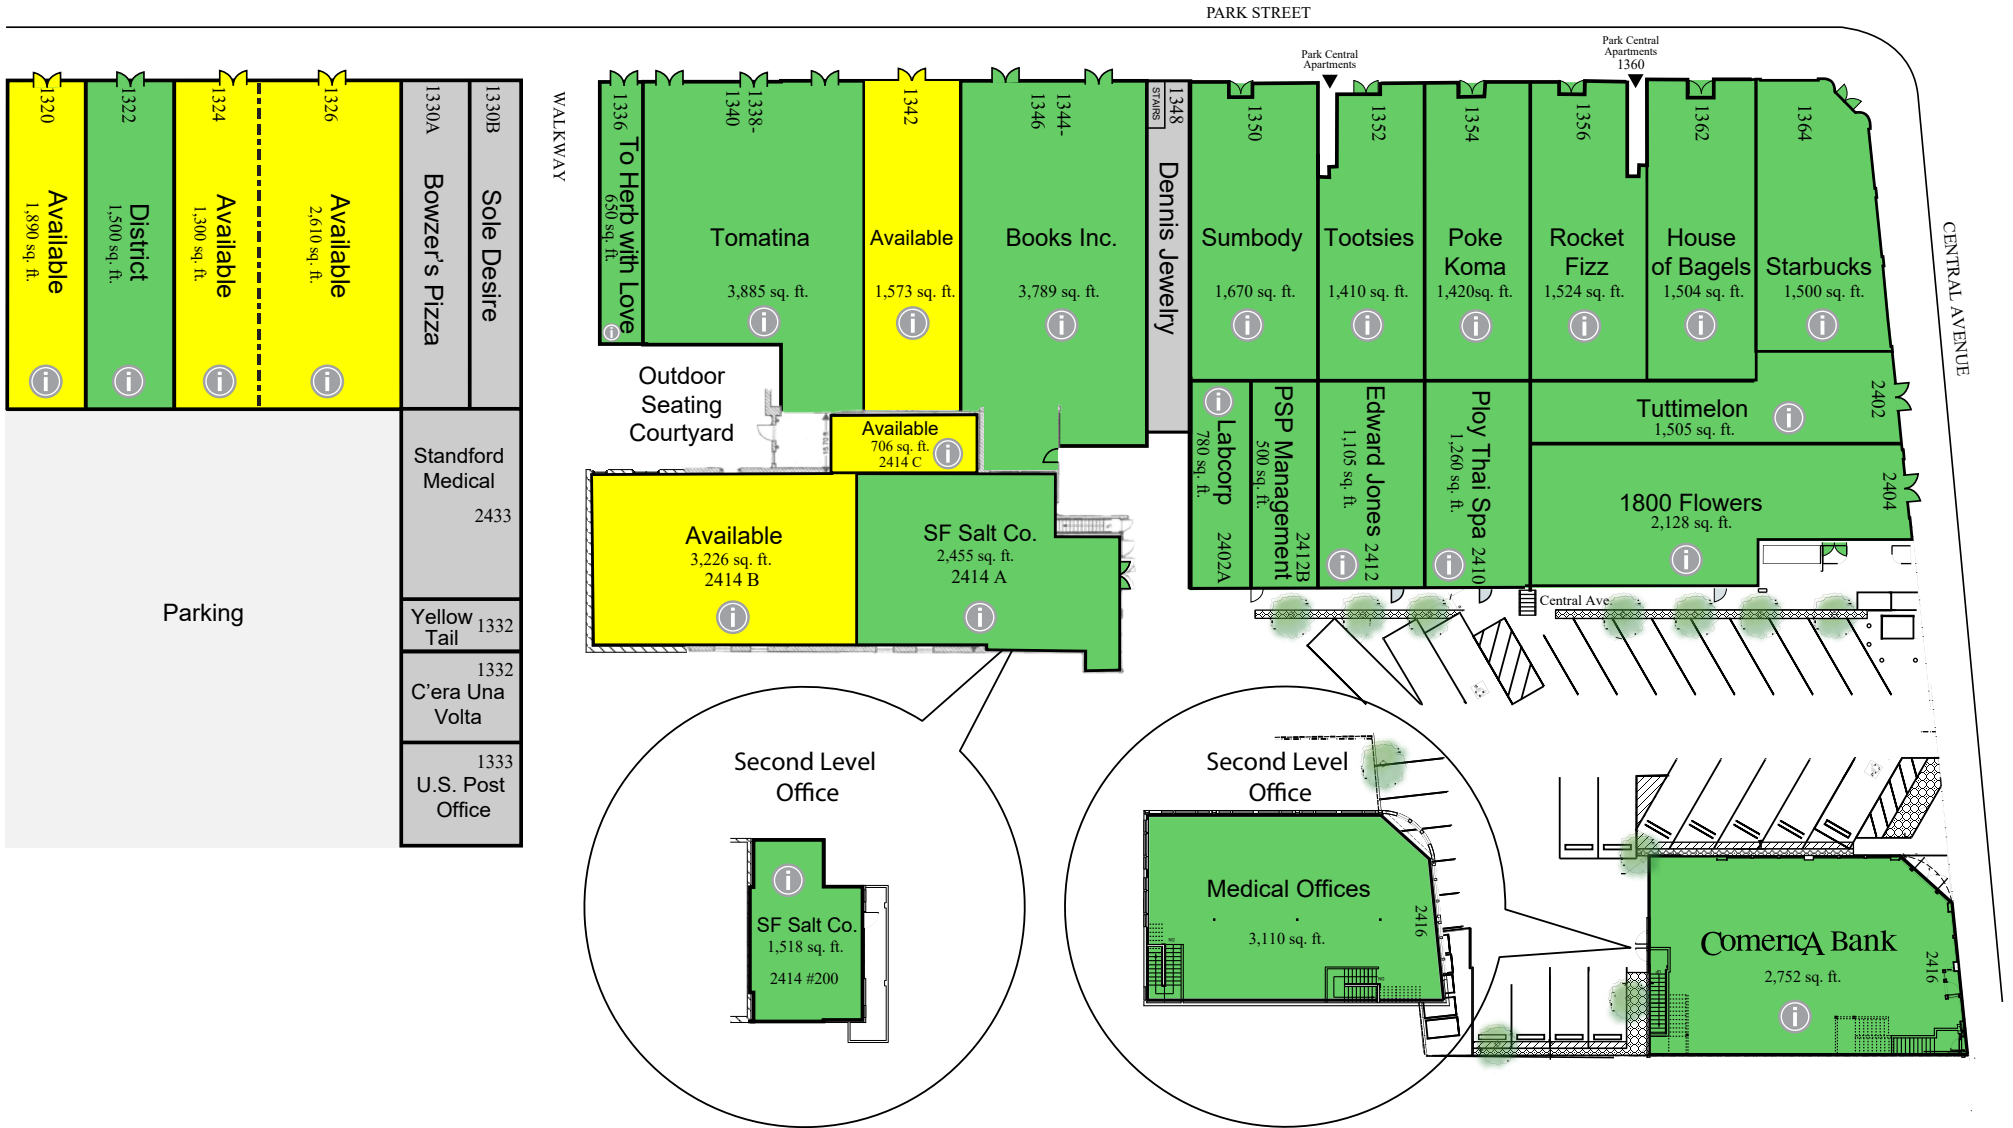 PARK STREET
CENTRAL AVENUE
WALKWAY
1320
Available
1,890 sq. ft.
1322
District
1,500 sq. ft.
1324
Available
1,300 sq. ft.
1326
Available
2,610 sq. ft.
1330A
Bowzer's Pizza
1330B
Sole Desire
Standford
Medical
2433
Yellow
Tail 1332
1332
C'era Una
Volta
1333
U.S. Post
Office
Parking
1336
To Herb with Love
650 sq. ft.
1338-
1340
Tomatina
3,885 sq. ft.
1342
Available
1,573 sq. ft.
1344-
1346
Books Inc.
3,789 sq. ft.
STAIRS
1348
Dennis Jewelry
1350
Sumbody
1,670 sq. ft.
Park Central
Apartments
1352
Tootsies
1,410 sq. ft.
1354
Poke
Koma
1,420sq. ft.
1356
Rocket
Fizz
1,524 sq. ft.
Park Central
Apartments
1360
1362
House
of Bagels
1,504 sq. ft.
1364
Starbucks
1,500 sq. ft.
Outdoor
Seating
Courtyard
Available
706 sq. ft.
2414 C
Available
3,226 sq. ft.
2414 B
SF Salt Co.
2,455 sq. ft.
2414 A
Labcorp
780 sq. ft.
2402A
PSP Management
500 sq. ft.
2412B
Edward Jones
1,105 sq. ft.
2412
Ploy Thai Spa
1,260 sq. ft.
2410
Tuttimelon
1,505 sq. ft.
2402
1800 Flowers
2,128 sq. ft.
2404
Central Ave.
Second Level
Office
SF Salt Co.
1,518 sq. ft.
2414 #200
Second Level
Office
Medical Offices
3,110 sq. ft.
2416
ComericA Bank
2,752 sq. ft.
2416